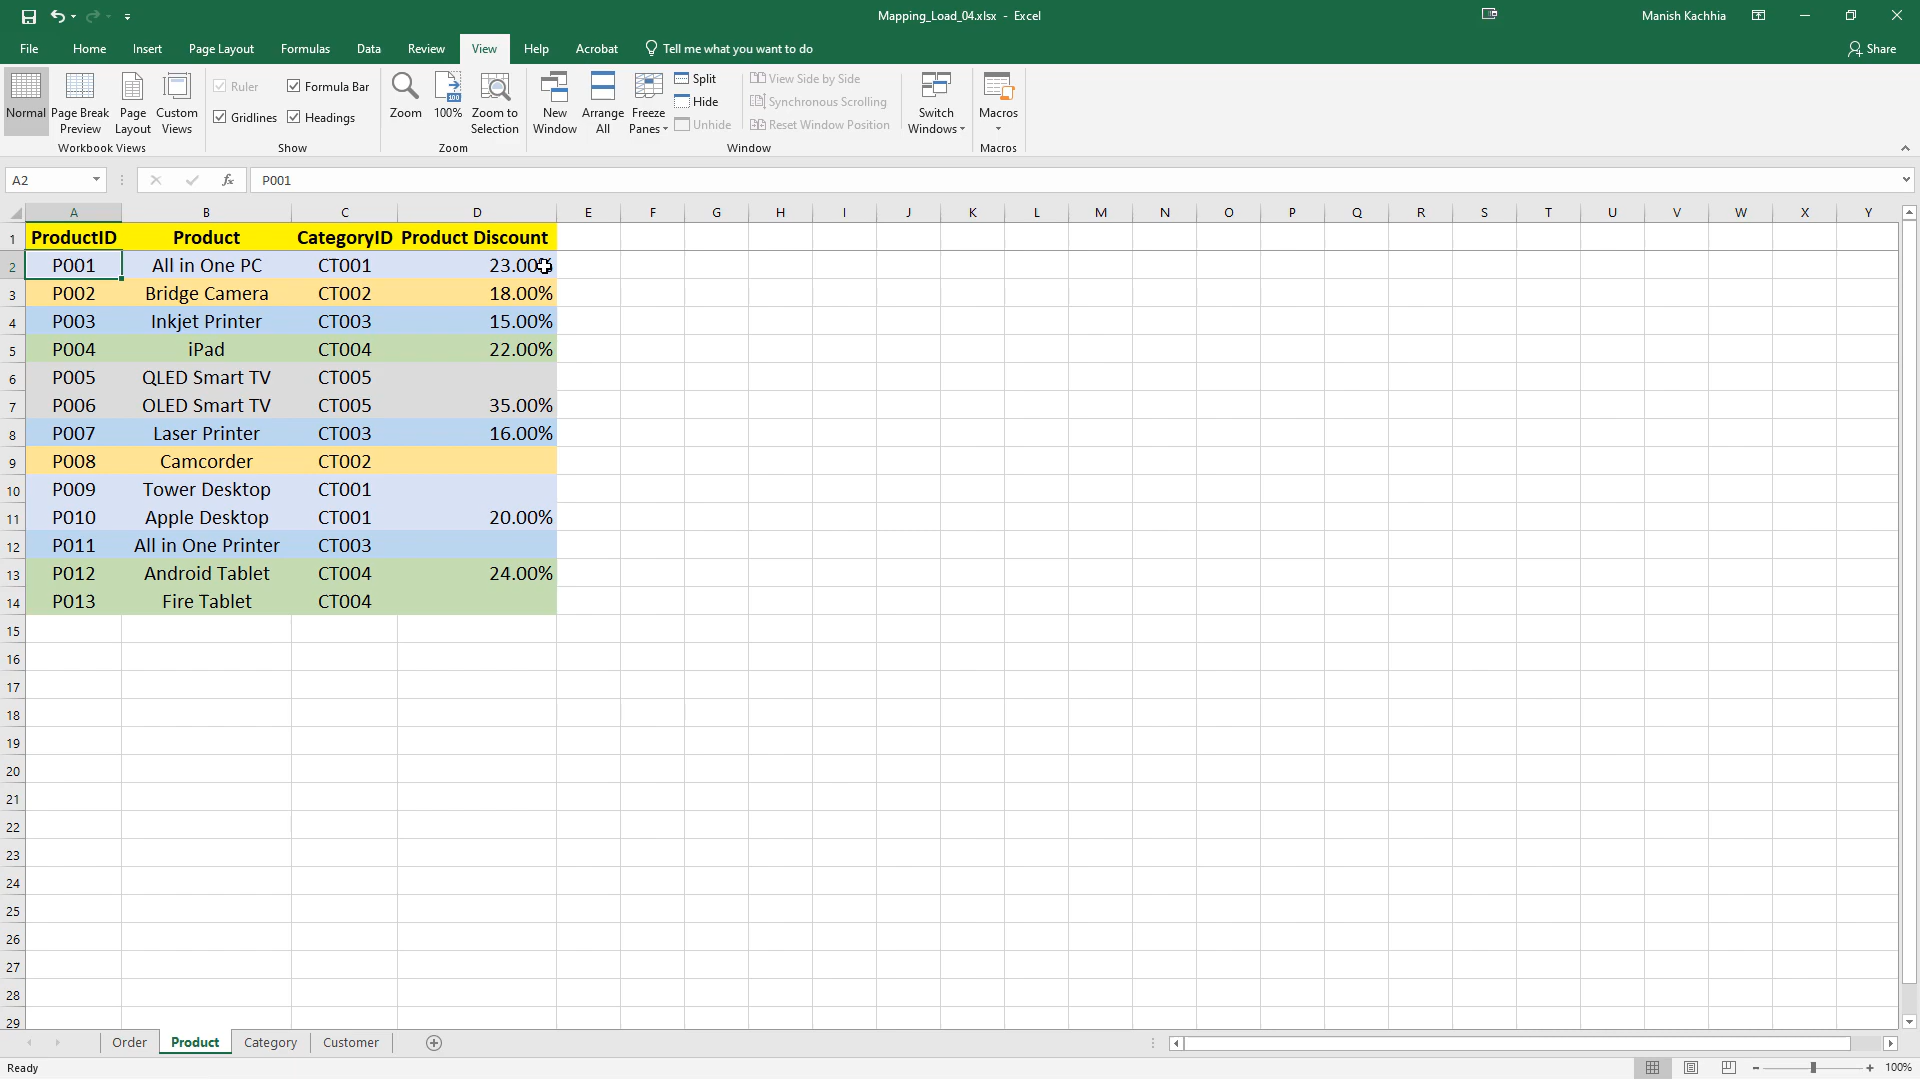 Mapping_Load_04.xlsx - Excel
Manish Kachhia
File Home Insert Page Layout Formulas Data Review View Help Acrobat Tell me what you want to do Share
Normal
Page Break Preview
Page Layout
Custom Views
Workbook Views
Ruler
Formula Bar
Gridlines
Headings
Show
Zoom
100
100%
Zoom to Selection
Zoom
New Window
Arrange All
Freeze Panes
Split
Hide
Unhide
View Side by Side
Synchronous Scrolling
Reset Window Position
Window
Switch Windows
Macros
Macros
A2 fx P001
A B C D E F G H I J K L M N O P Q R S T U V W X Y
1 ProductID Product CategoryID Product Discount
2 P001 All in One PC CT001 23.00%
3 P002 Bridge Camera CT002 18.00%
4 P003 Inkjet Printer CT003 15.00%
5 P004 iPad CT004 22.00%
6 P005 QLED Smart TV CT005
7 P006 OLED Smart TV CT005 35.00%
8 P007 Laser Printer CT003 16.00%
9 P008 Camcorder CT002
10 P009 Tower Desktop CT001
11 P010 Apple Desktop CT001 20.00%
12 P011 All in One Printer CT003
13 P012 Android Tablet CT004 24.00%
14 P013 Fire Tablet CT004
15
16
17
18
19
20
21
22
23
24
25
26
27
28
29
Order Product Category Customer
Ready
100%